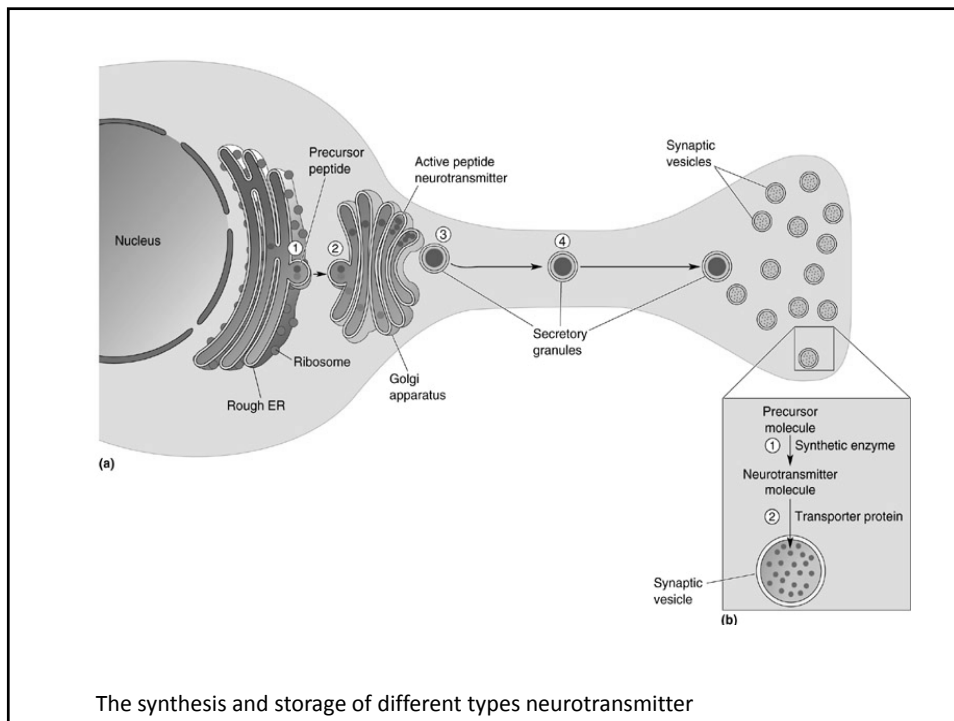 Synaptic
vesicles
Precursor
peptide
Active peptide
neurotransmitter
Nucleus
1
2
3
4
Ribosome
Rough ER
Golgi
apparatus
Secretory
granules
(a)
Precursor
molecule
1 Synthetic enzyme
Neurotransmitter
molecule
2 Transporter protein
Synaptic
vesicle
(b)
The synthesis and storage of different types neurotransmitter